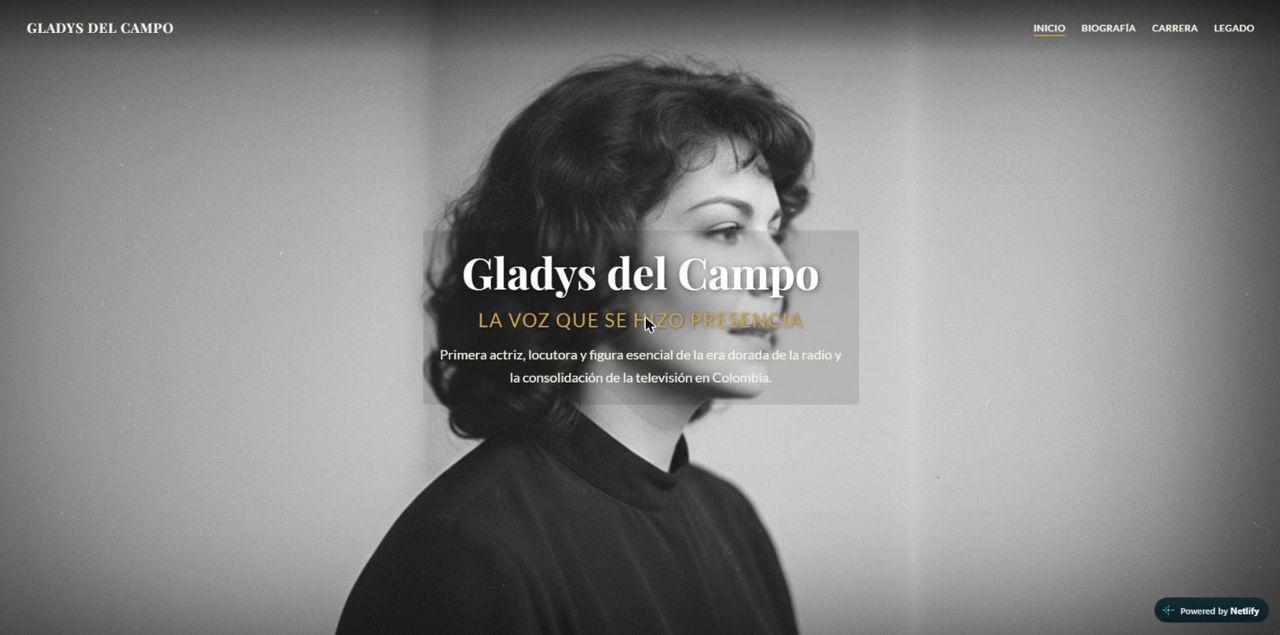 GLADYS DEL CAMPO
INICIO BIOGRAFÍA CARRERA LEGADO
Gladys del Campo
LA VOZ QUE SE HIZO PRESENCIA
Primera actriz, locutora y figura esencial de la era dorada de la radio y
la consolidación de la televisión en Colombia.
Powered by Netlify